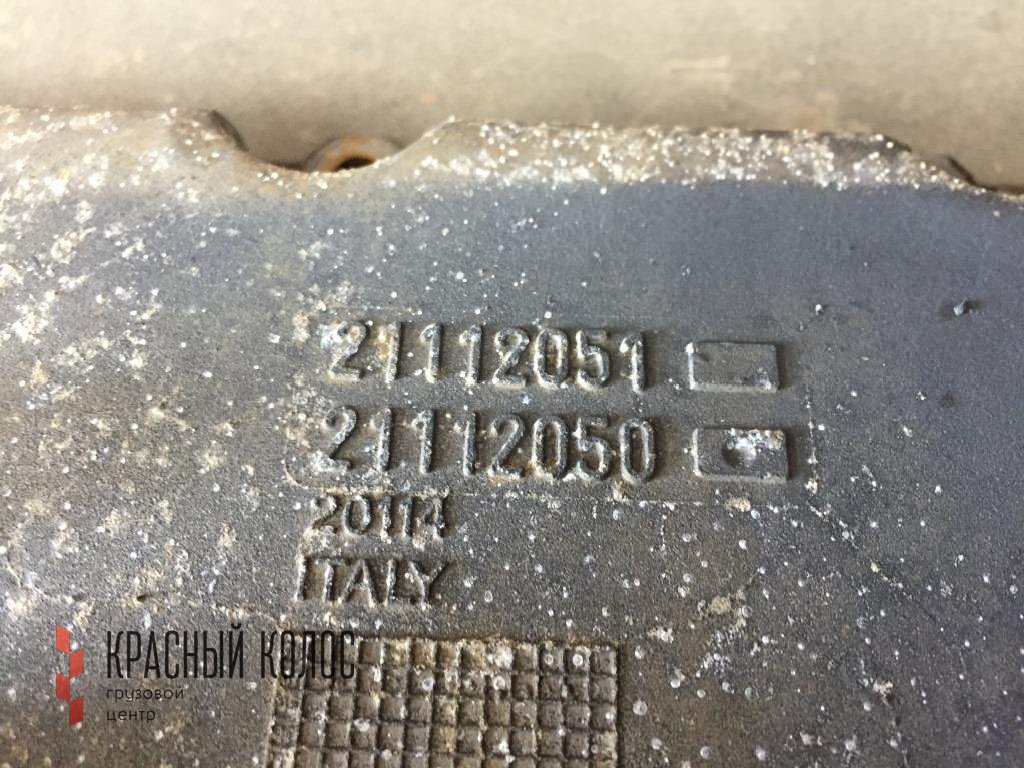 21112051
21112050
20114
ITALY
КРАСНЫЙ КОЛОС
грузовой
центр